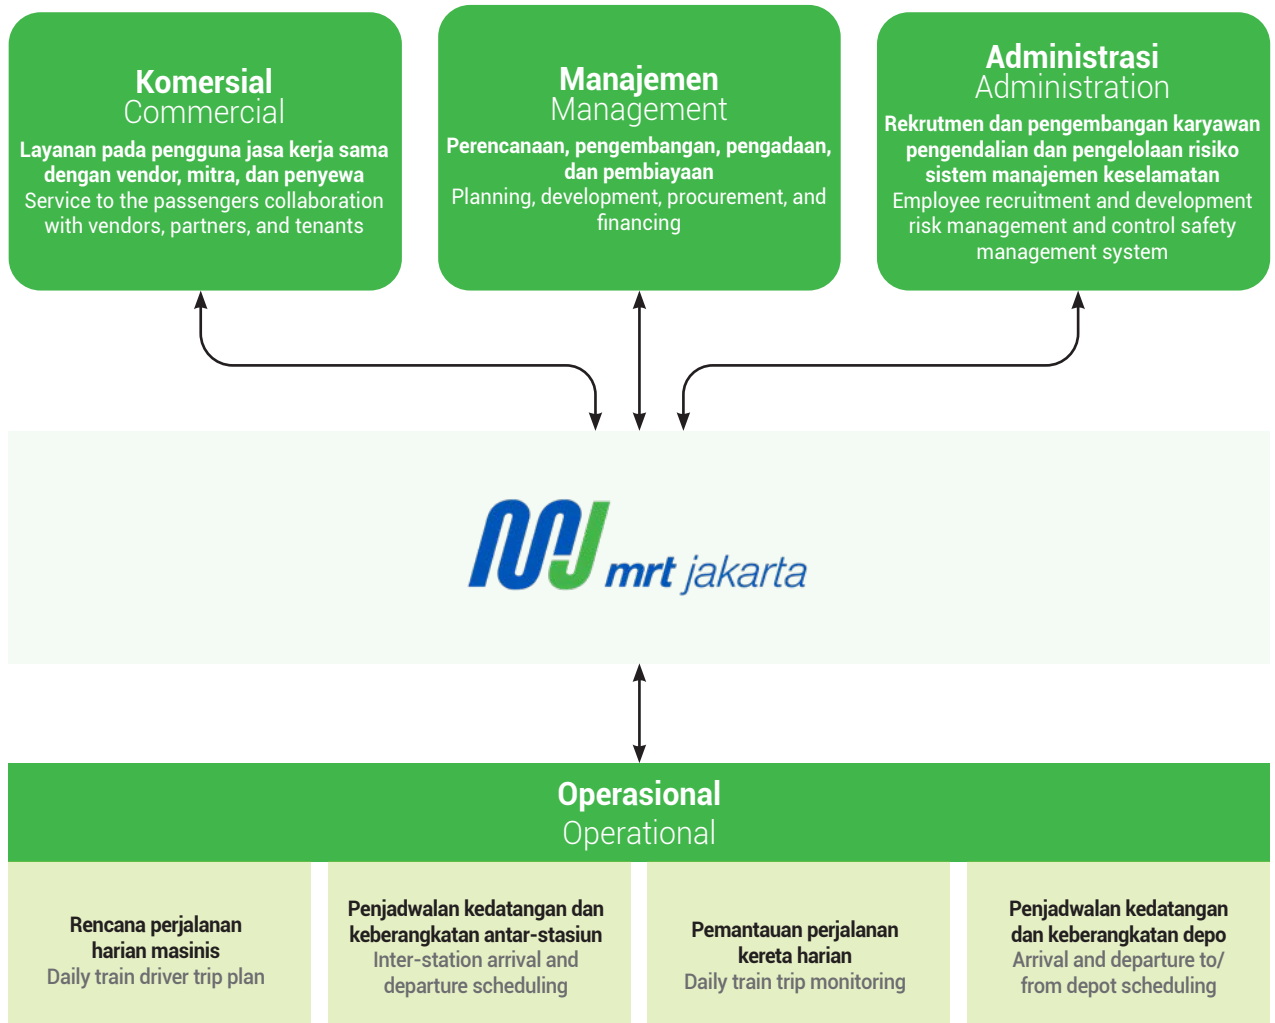 Komersial
Commercial
Layanan pada pengguna jasa kerja sama
dengan vendor, mitra, dan penyewa
Service to the passengers collaboration
with vendors, partners, and tenants
Manajemen
Management
Perencanaan, pengembangan, pengadaan,
dan pembiayaan
Planning, development, procurement, and
financing
Administrasi
Administration
Rekrutmen dan pengembangan karyawan
pengendalian dan pengelolaan risiko
sistem manajemen keselamatan
Employee recruitment and development
risk management and control safety
management system
mrt jakarta
Operasional
Operational
Rencana perjalanan
harian masinis
Daily train driver trip plan
Penjadwalan kedatangan dan
keberangkatan antar-stasiun
Inter-station arrival and
departure scheduling
Pemantauan perjalanan
kereta harian
Daily train trip monitoring
Penjadwalan kedatangan
dan keberangkatan depo
Arrival and departure to/
from depot scheduling